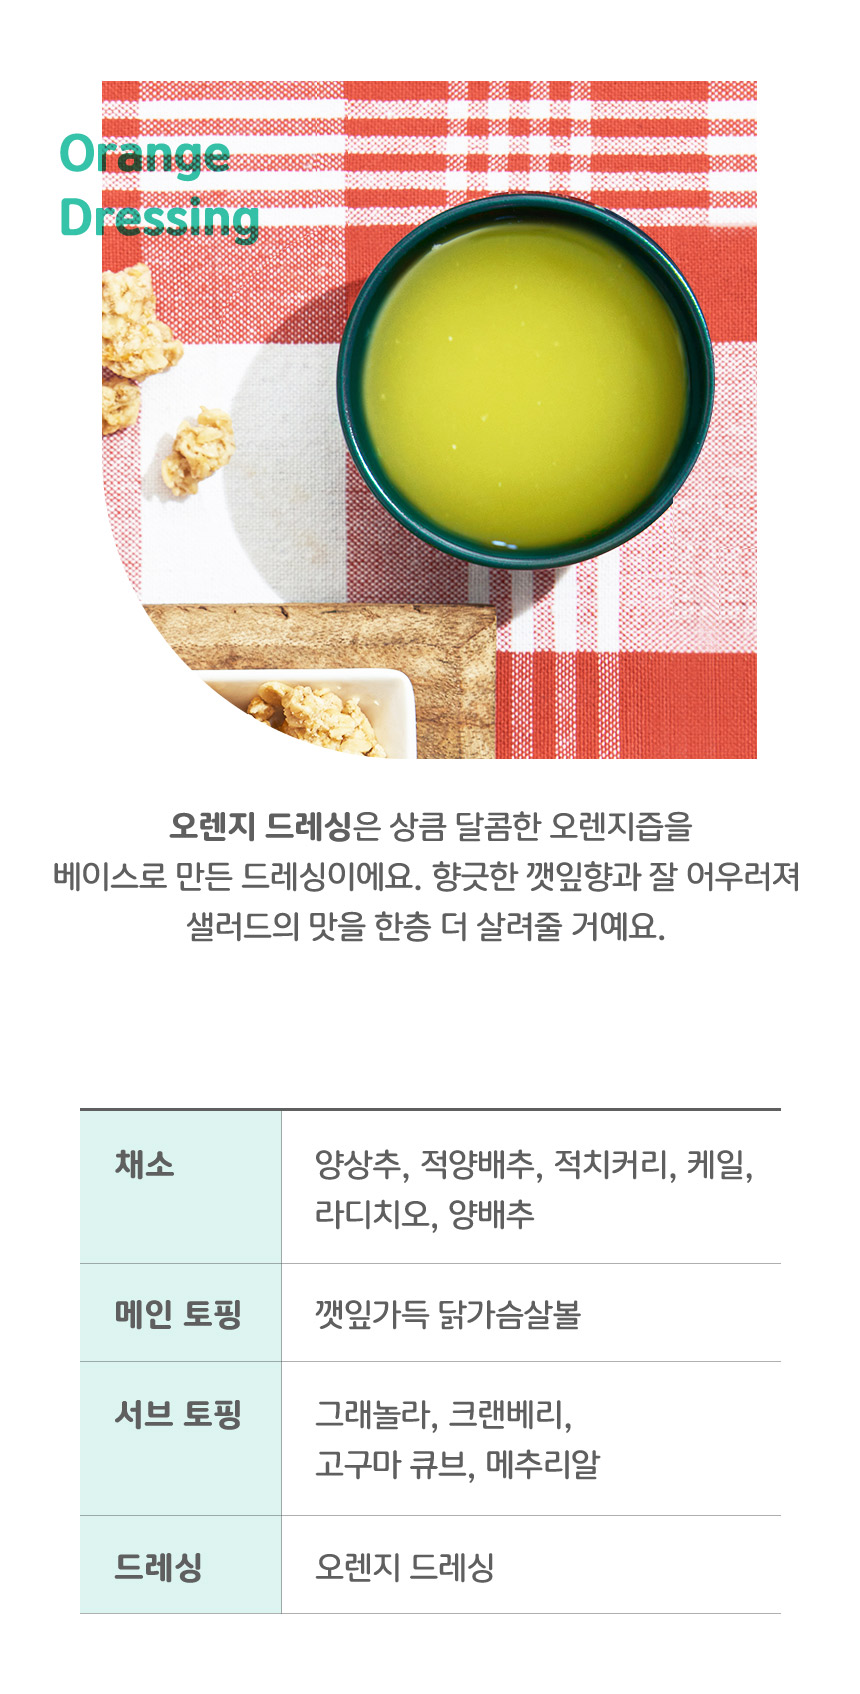 Orange
Dressing
오렌지 드레싱은 상큼 달콤한 오렌지즙을
베이스로 만든 드레싱이에요. 향긋한 깻잎향과 잘 어우러져
샐러드의 맛을 한층 더 살려줄 거예요.
채소
양상추, 적양배추, 적치커리, 케일,
라디치오, 양배추
메인 토핑
깻잎가득 닭가슴살볼
서브 토핑
그래놀라, 크랜베리,
고구마 큐브, 메추리알
드레싱
오렌지 드레싱